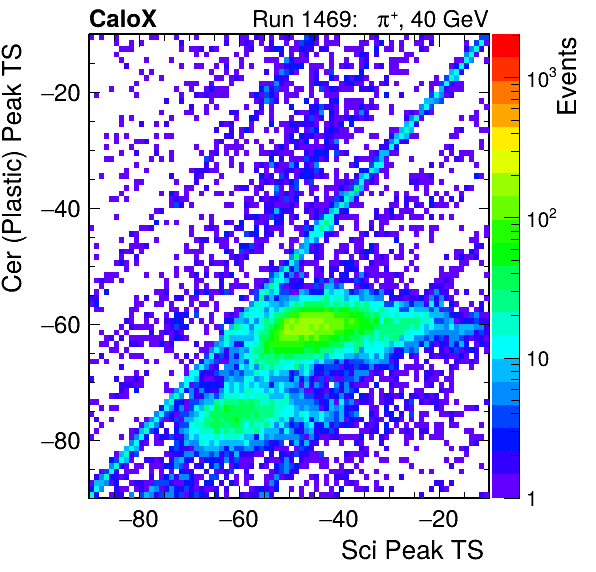 CaloX Run 1469: π⁺, 40 GeV
Cer (Plastic) Peak TS
−20
−40
−60
−80
−80 −60 −40 −20
Sci Peak TS
Events
10³
10²
10
1